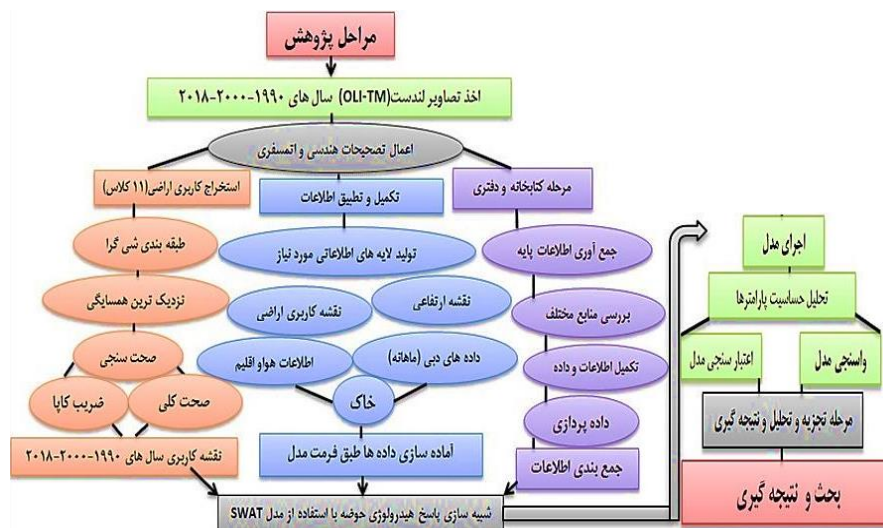 مراحل پژوهش
اخذ تصاویر لندست(OLI-TM) سال های ۱۹۹۰-۲۰۰۰-۲۰۱۸
اعمال تصحیحات هندسی و اتمسفری
مرحله کتابخانه و دفتری
جمع آوری اطلاعات پایه
بررسی منابع مختلف
تکمیل اطلاعات و داده
داده پردازی
جمع بندی اطلاعات
تکمیل و تطبیق اطلاعات
تولید لایه های اطلاعاتی مورد نیاز
نقشه ارتفاعی
نقشه کاربری اراضی
داده های دبی (ماهانه)
اطلاعات هواو اقلیم
خاک
آماده سازی داده ها طبق فرمت مدل
استخراج کاربری اراضی(۱۱ کلاس)
طبقه بندی شی گرا
نزدیک ترین همسایگی
صحت سنجی
صحت کلی
ضریب کاپا
نقشه کاربری سال های ۱۹۹۰-۲۰۰۰-۲۰۱۸
شبیه سازی پاسخ هیدرولوژی حوضه با استفاده از مدل SWAT
اجرای مدل
تحلیل حساسیت پارامترها
واسنجی مدل
اعتبار سنجی مدل
مرحله تجزیه و تحلیل و نتیجه گیری
بحث و نتیجه گیری